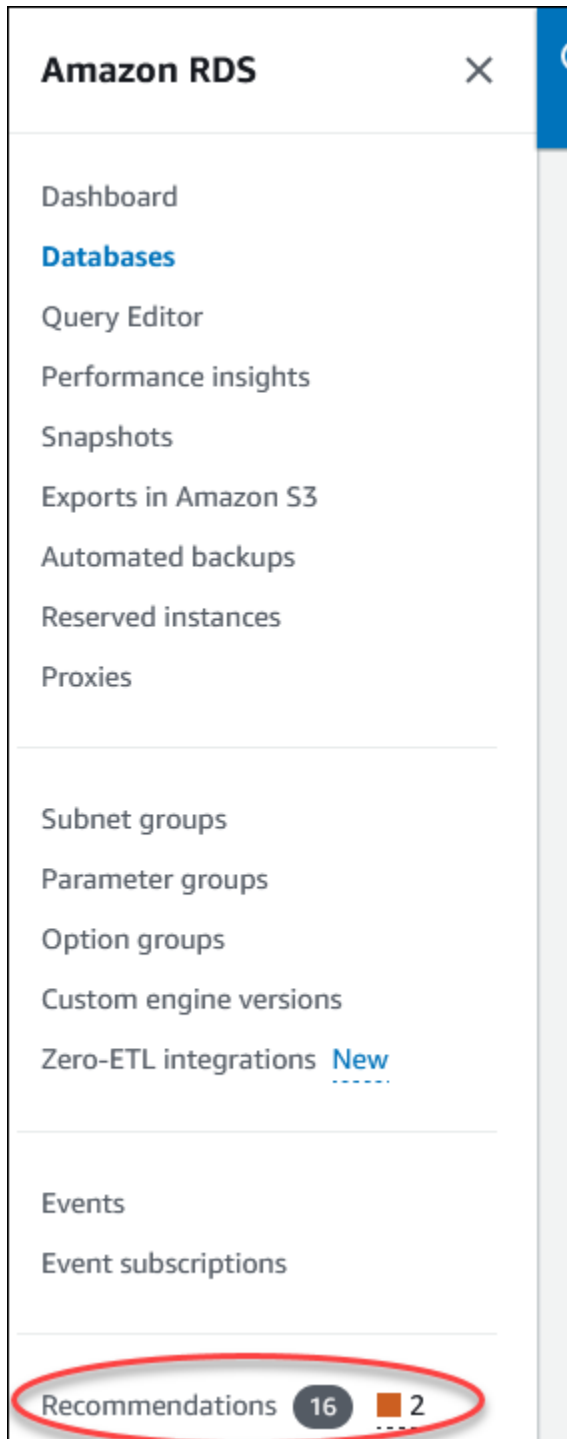 Amazon RDS
Dashboard
Databases
Query Editor
Performance insights
Snapshots
Exports in Amazon S3
Automated backups
Reserved instances
Proxies
Subnet groups
Parameter groups
Option groups
Custom engine versions
Zero-ETL integrations New
Events
Event subscriptions
Recommendations 16 2